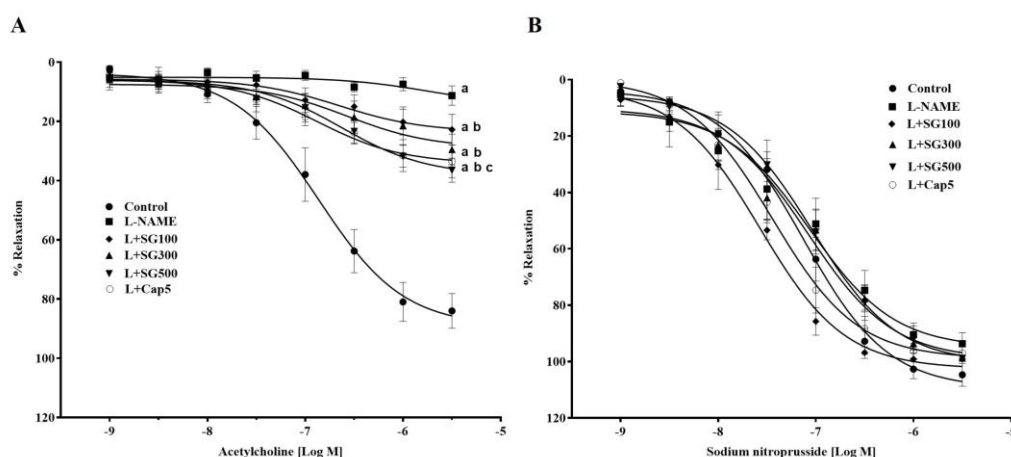 A
0
20
40
60
80
100
120
% Relaxation
a
a b
a b
a b c
Control
L-NAME
L+SG100
L+SG300
L+SG500
L+Cap5
-9
-8
-7
-6
-5
Acetylcholine [Log M]
B
0
20
40
60
80
100
120
% Relaxation
Control
L-NAME
L+SG100
L+SG300
L+SG500
L+Cap5
-9
-8
-7
-6
-5
Sodium nitroprusside [Log M]